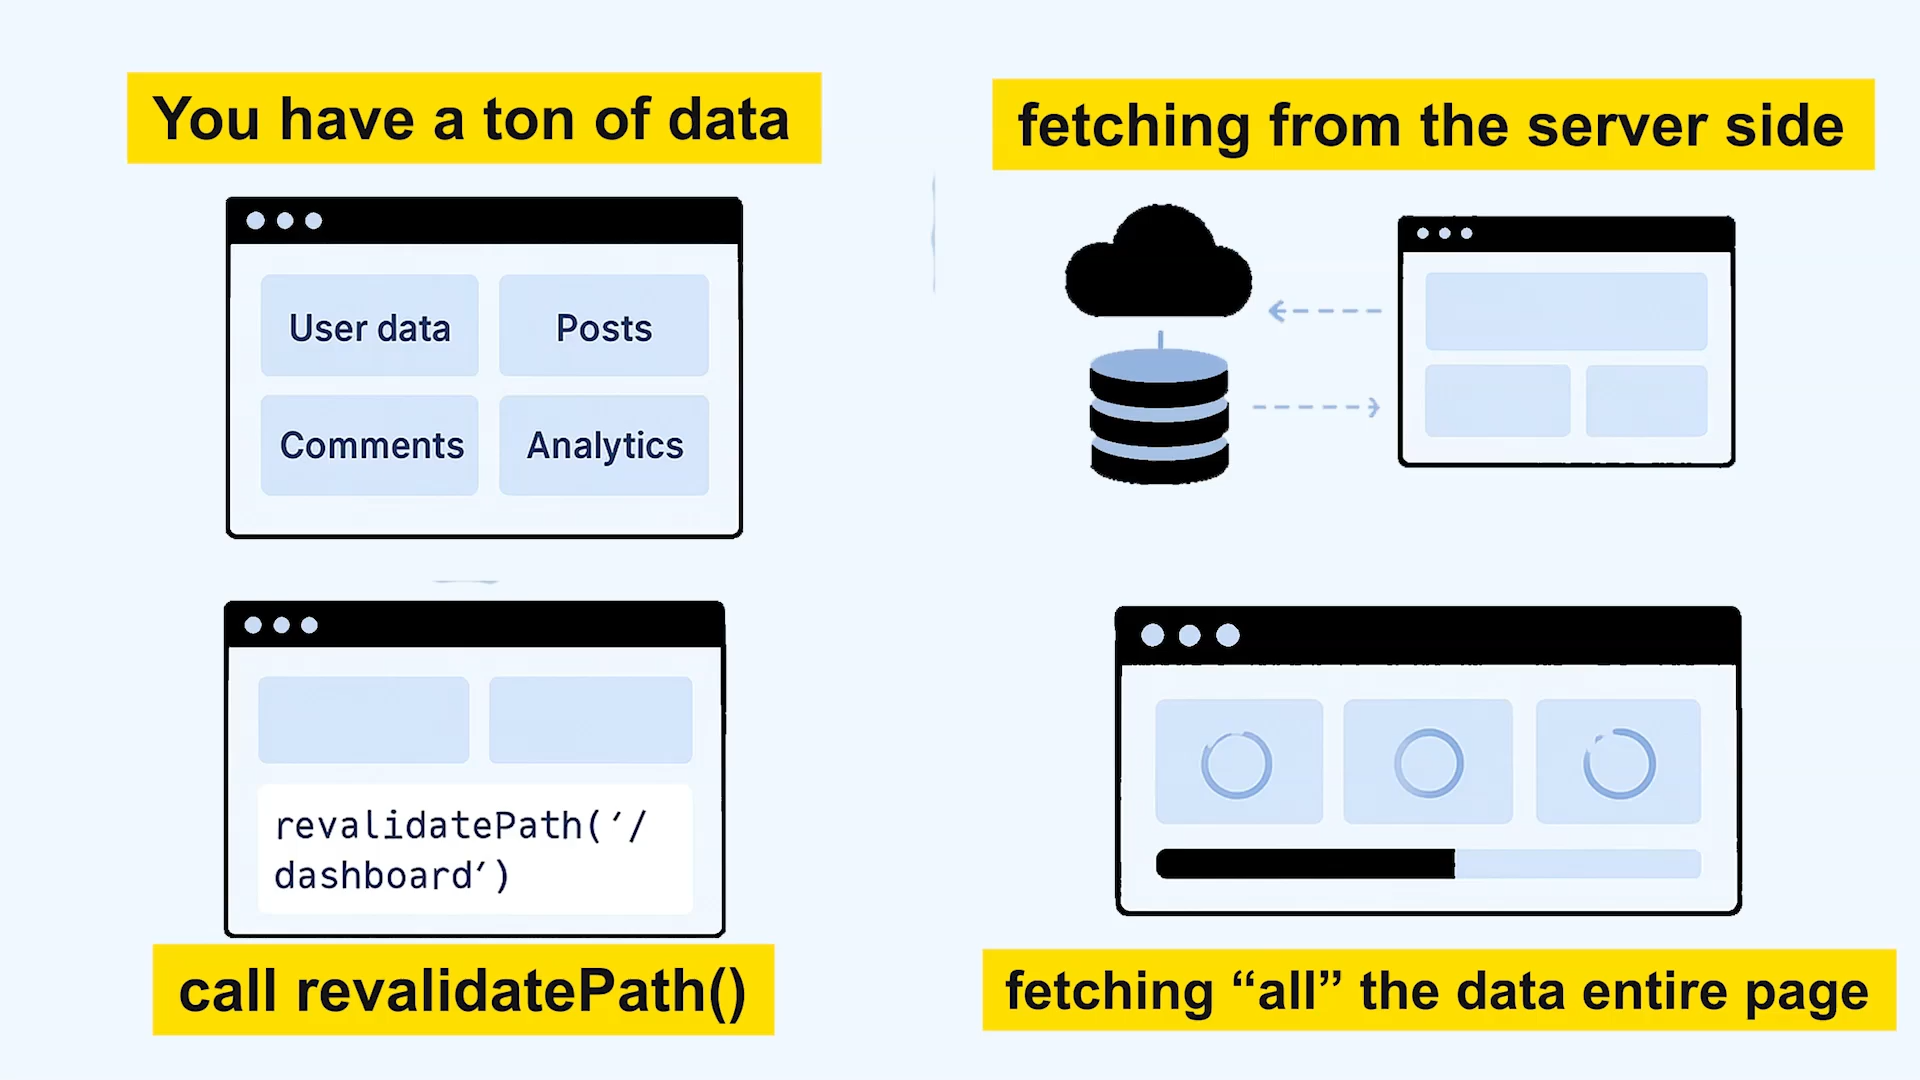 You have a ton of data
fetching from the server side
User data
Posts
Comments
Analytics
revalidatePath(‘/
dashboard’)
call revalidatePath()
fetching “all” the data entire page